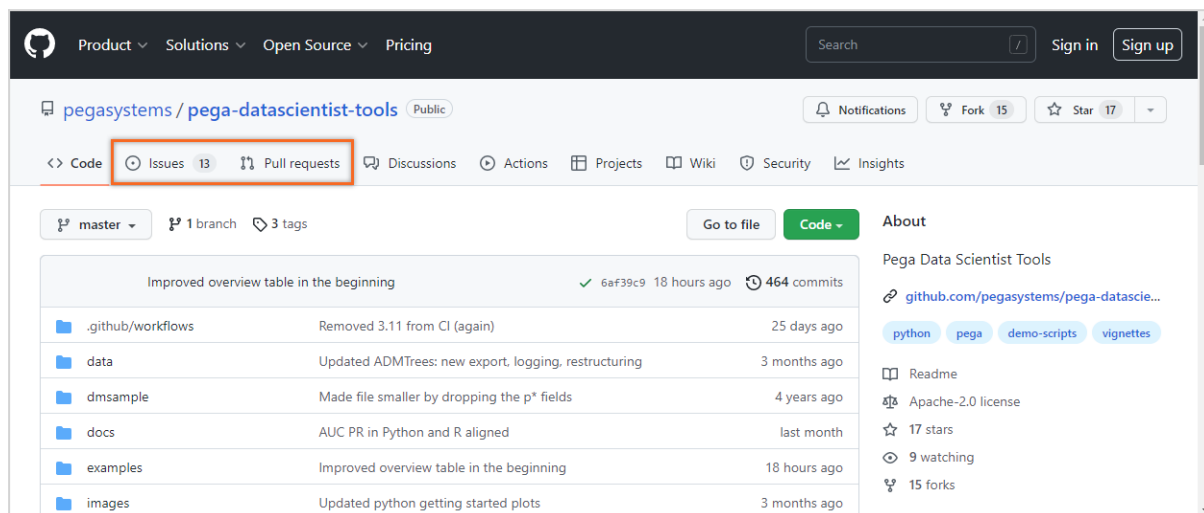 Product Solutions Open Source Pricing Search / Sign in Sign up
pegasystems / pega-datascientist-tools Public Notifications Fork 15 Star 17
<> Code Issues 13 Pull requests Discussions Actions Projects Wiki Security Insights
master 1 branch 3 tags Go to file Code
Improved overview table in the beginning 6af39c9 18 hours ago 464 commits
.github/workflows Removed 3.11 from CI (again) 25 days ago
data Updated ADMTrees: new export, logging, restructuring 3 months ago
dmsample Made file smaller by dropping the p* fields 4 years ago
docs AUC PR in Python and R aligned last month
examples Improved overview table in the beginning 18 hours ago
images Updated python getting started plots 3 months ago
About
Pega Data Scientist Tools
github.com/pegasystems/pega-datascie...
python pega demo-scripts vignettes
Readme
Apache-2.0 license
17 stars
9 watching
15 forks